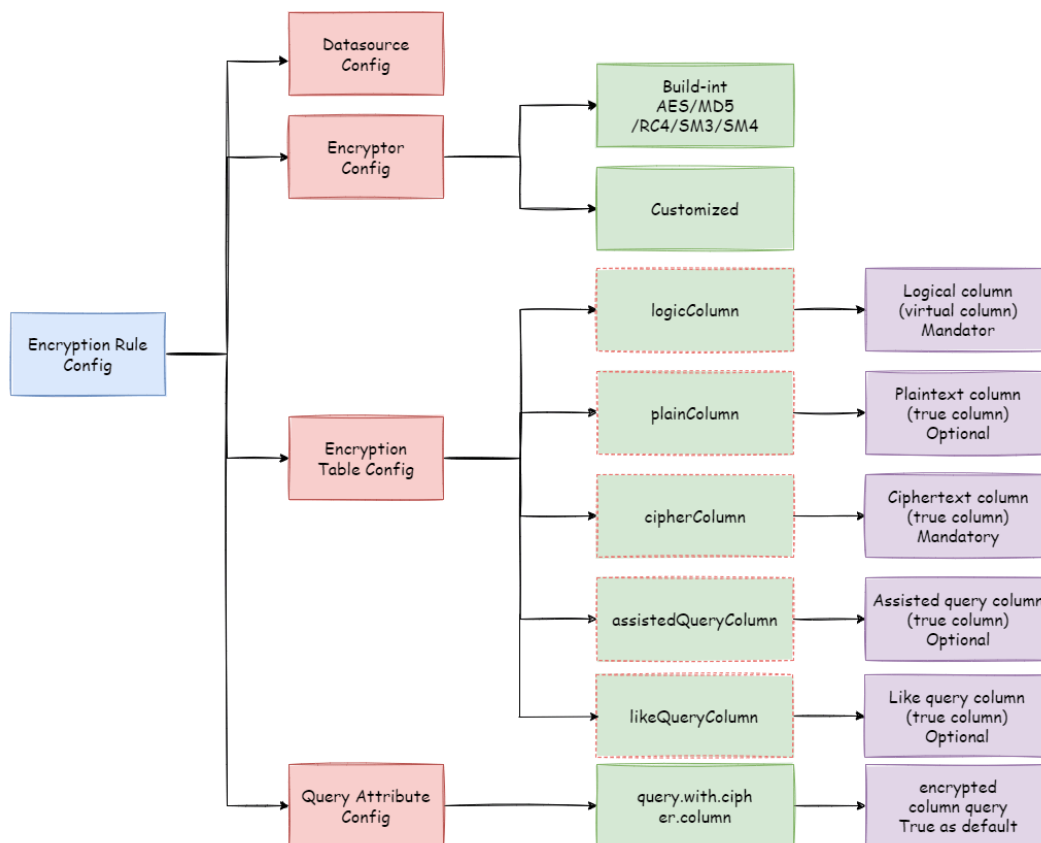 Datasource
Config
Build-int
AES/MD5
/RC4/SM3/SM4
Encryptor
Config
Customized
Encryption Rule
Config
logicColumn
Logical column
(virtual column)
Mandator
plainColumn
Plaintext column
(true column)
Optional
Encryption
Table Config
cipherColumn
Ciphertext column
(true column)
Mandatory
assistedQueryColumn
Assisted query column
(true column)
Optional
likeQueryColumn
Like query column
(true column)
Optional
Query Attribute
Config
query.with.ciph
er.column
encrypted
column query
True as default